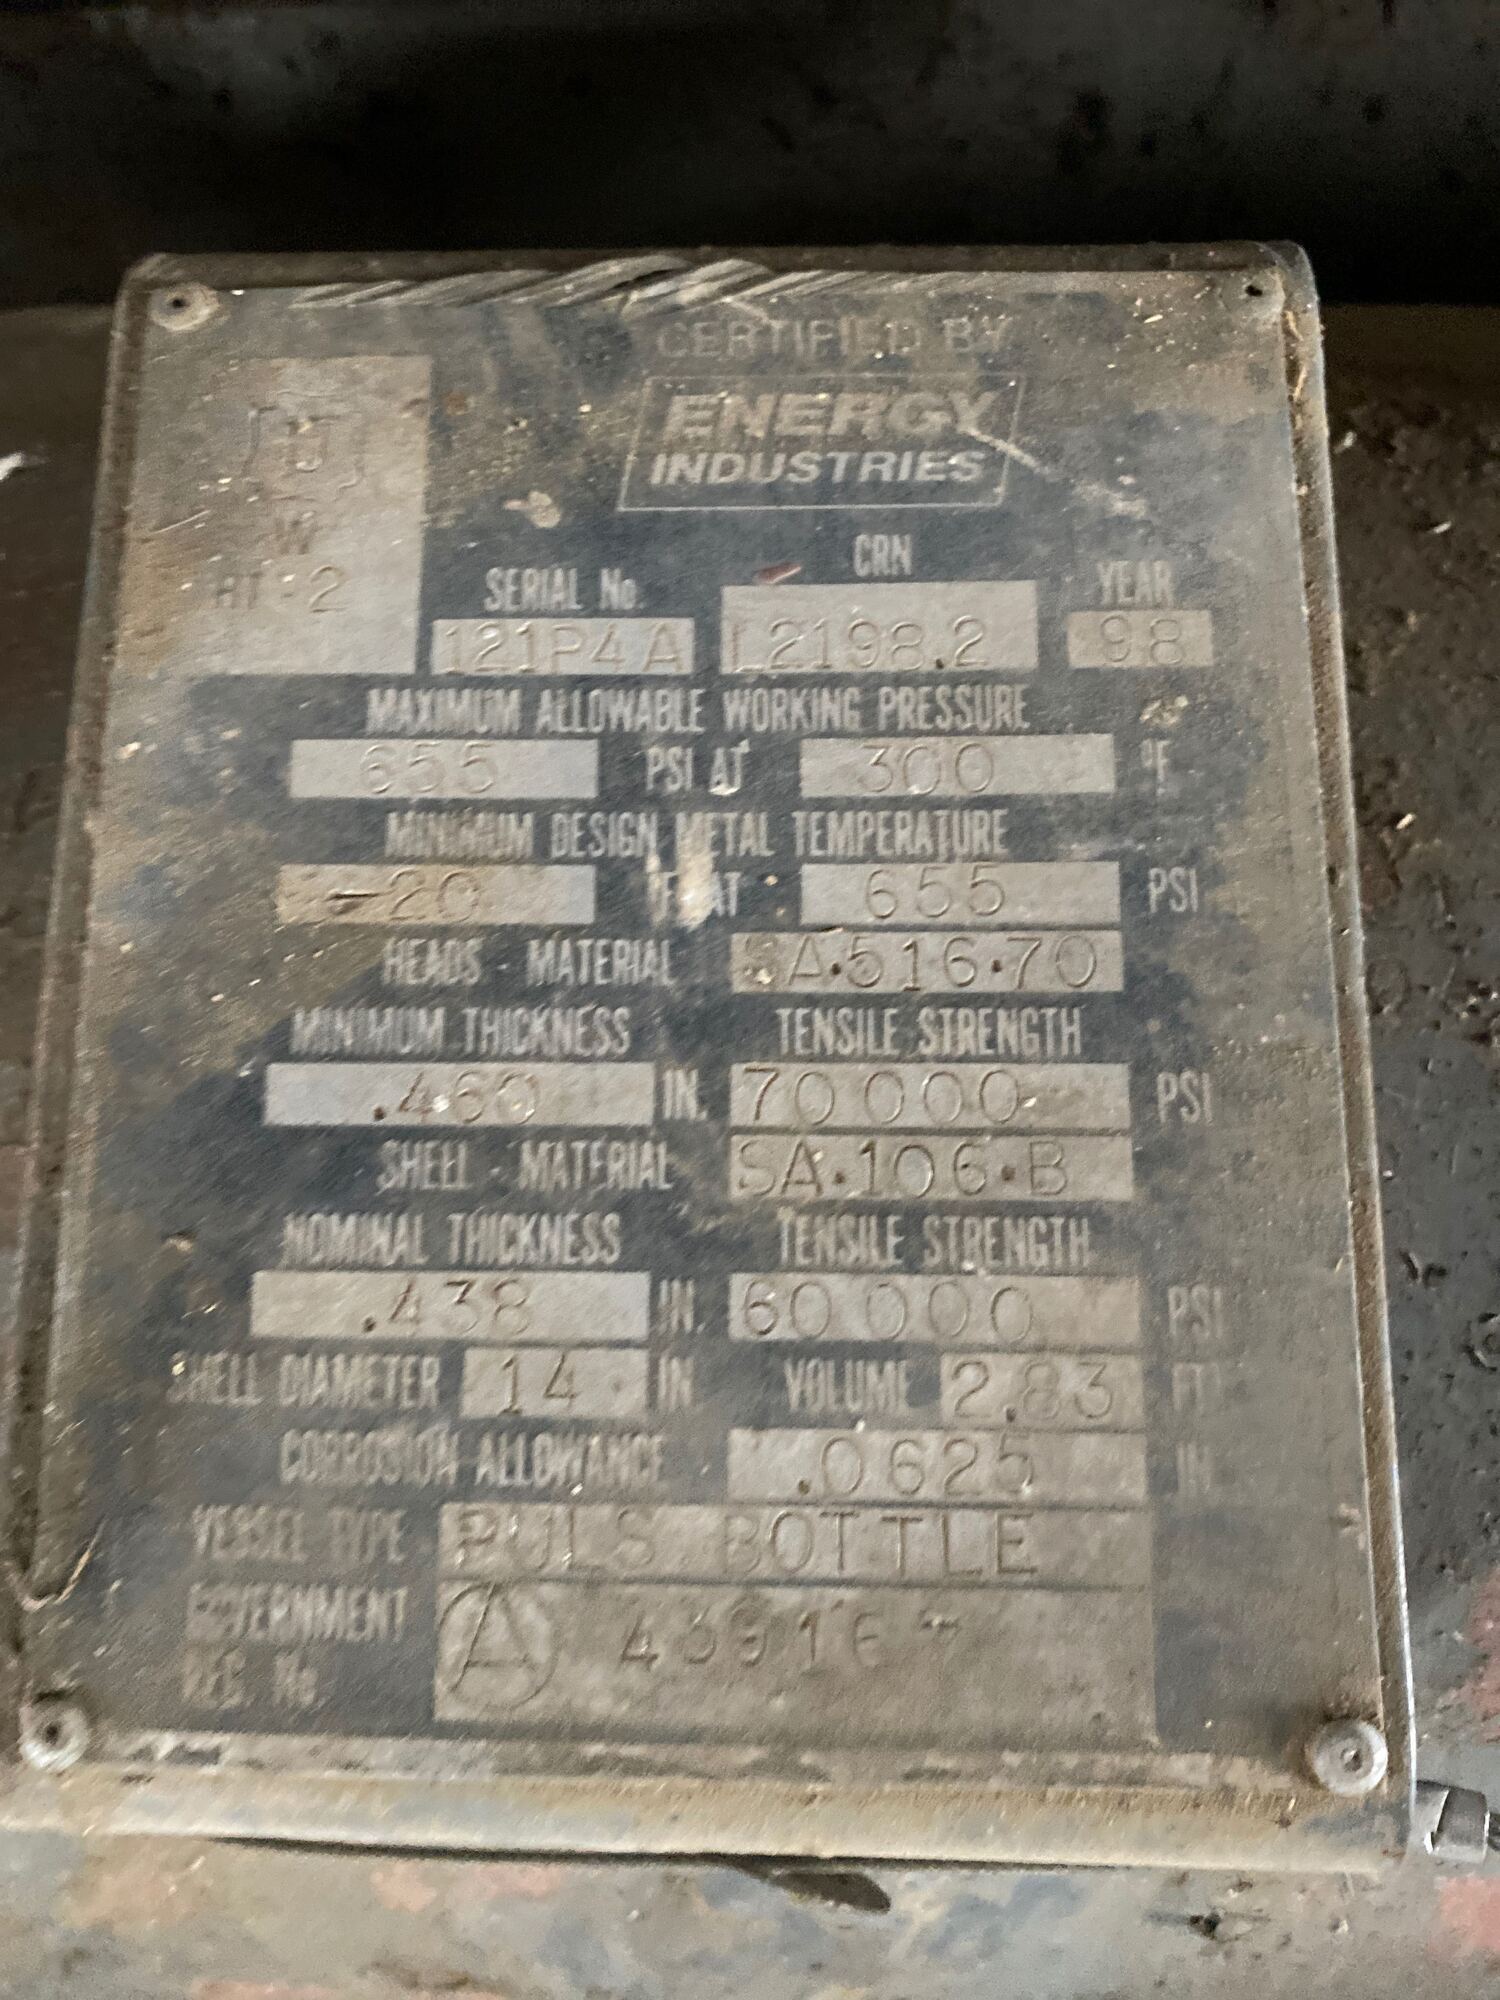 CERTIFIED BY
ENERGY
INDUSTRIES
U
W
RT-2
SERIAL No. CRN YEAR
121P4A L2198.2 98
MAXIMUM ALLOWABLE WORKING PRESSURE
655 PSI AT 300 °F
MINIMUM DESIGN METAL TEMPERATURE
-20 °F AT 655 PSI
HEADS - MATERIAL SA.516.70
MINIMUM THICKNESS TENSILE STRENGTH
.460 IN. 70000 PSI
SHELL - MATERIAL SA.106.B
NOMINAL THICKNESS TENSILE STRENGTH
.438 IN. 60000 PSI
SHELL DIAMETER 14 IN VOLUME 2.83 FT³
CORROSION ALLOWANCE .0625 IN.
VESSEL TYPE PULS BOTTLE
GOVERNMENT
REG. No. A